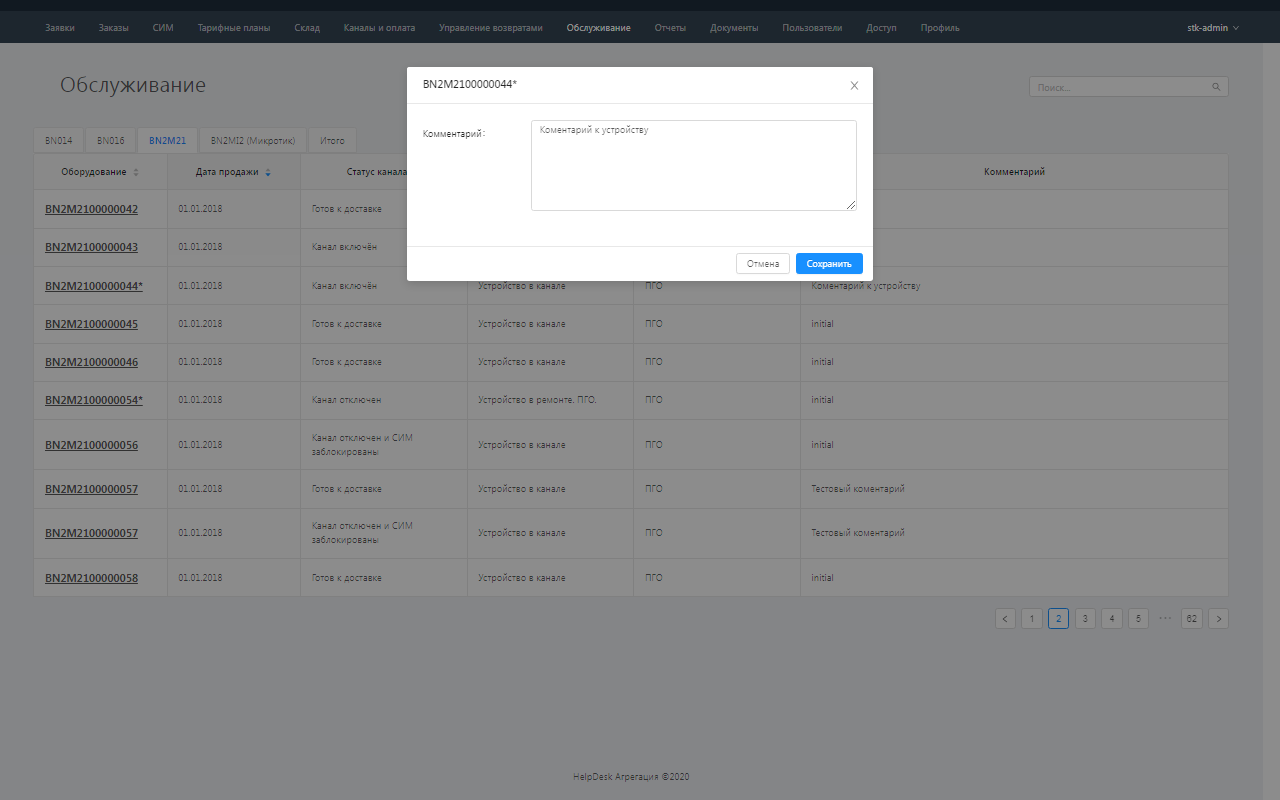 Заявки Заказы СИМ Тарифные планы Склад Каналы и оплата Управление возвратами Обслуживание Отчеты Документы Пользователи Доступ Профиль stk-admin
Обслуживание
Поиск...
BN2M2100000044*
Комментарий:
Коментарий к устройству
Отмена Сохранить
BN014 BN016 BN2M21 BN2MI2 (Микротик) Итого
Оборудование Дата продажи Статус канала Комментарий
BN2M2100000042 01.01.2018 Готов к доставке
BN2M2100000043 01.01.2018 Канал включён
BN2M2100000044* 01.01.2018 Канал включён Устройство в канале ПГО Коментарий к устройству
BN2M2100000045 01.01.2018 Готов к доставке Устройство в канале ПГО initial
BN2M2100000046 01.01.2018 Готов к доставке Устройство в канале ПГО initial
BN2M2100000054* 01.01.2018 Канал отключен Устройство в ремонте. ПГО. ПГО initial
BN2M2100000056 01.01.2018 Канал отключен и СИМ заблокированы Устройство в канале ПГО initial
BN2M2100000057 01.01.2018 Готов к доставке Устройство в канале ПГО Тестовый коментарий
BN2M2100000057 01.01.2018 Канал отключен и СИМ заблокированы Устройство в канале ПГО Тестовый коментарий
BN2M2100000058 01.01.2018 Готов к доставке Устройство в канале ПГО initial
< 1 2 3 4 5 ••• 62 >
HelpDesk Агрегация ©2020